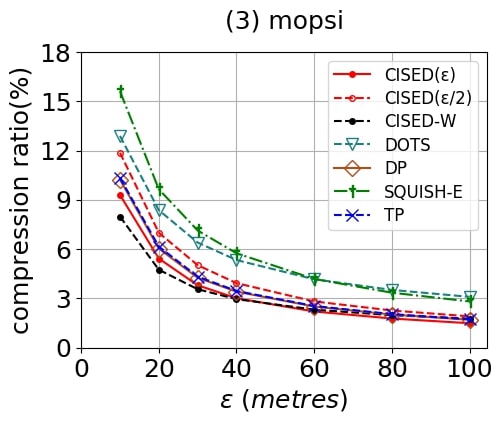 (3) mopsi
compression ratio(%)
18
15
12
9
6
3
0
CISED(ε)
CISED(ε/2)
CISED-W
DOTS
DP
SQUISH-E
TP
0 20 40 60 80 100
ε (metres)